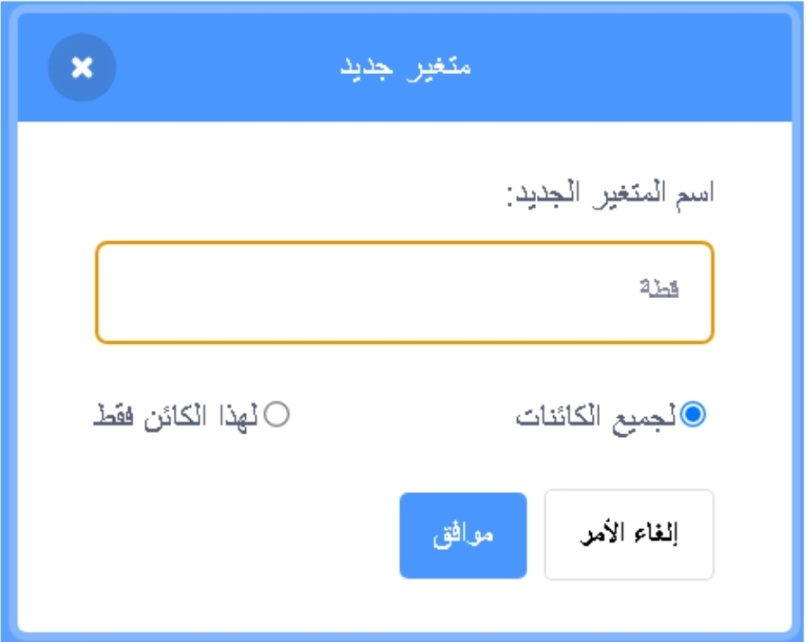 متغير جديد
اسم المتغير الجديد:
قطة
لجميع الكائنات لهذا الكائن فقط
إلغاء الأمر موافق